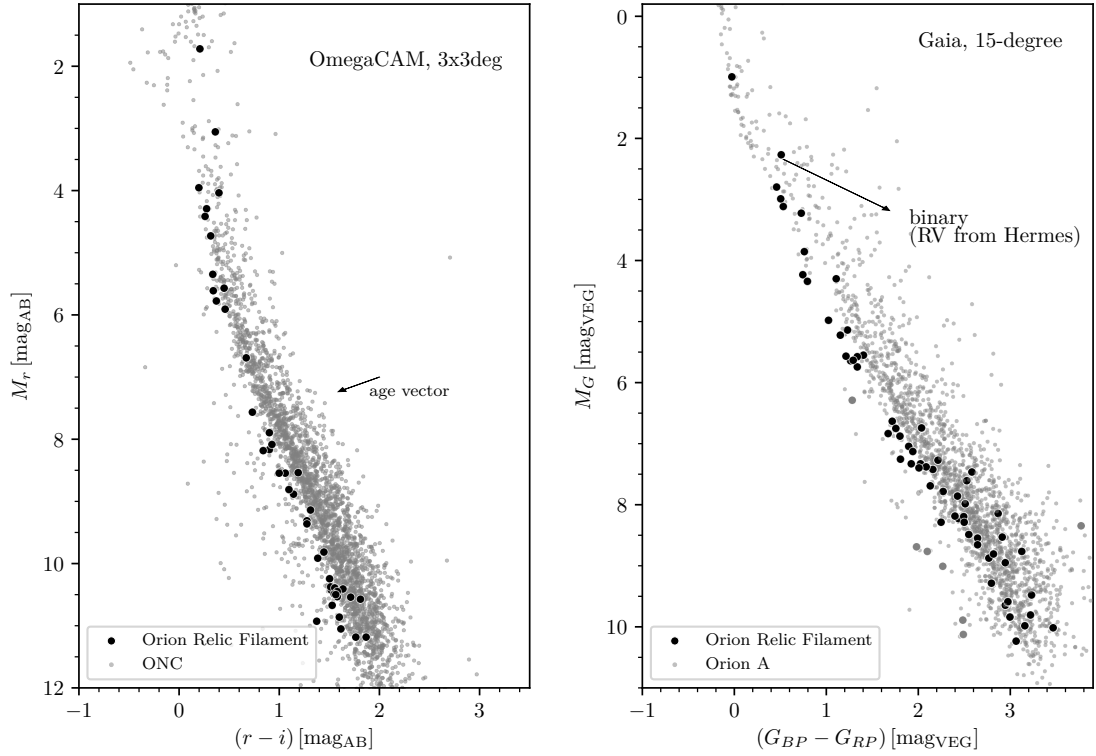 OmegaCAM, 3x3deg
age vector
Orion Relic Filament
ONC
2
4
6
8
10
12
−1
0
1
2
3
M_r [mag_AB]
(r − i) [mag_AB]
Gaia, 15-degree
binary
(RV from Hermes)
Orion Relic Filament
Orion A
0
2
4
6
8
10
−1
0
1
2
3
M_G [mag_VEG]
(G_BP − G_RP) [mag_VEG]